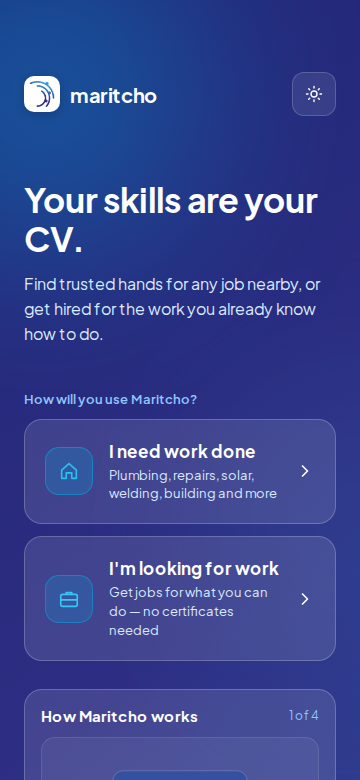 maritcho
Your skills are your
CV.
Find trusted hands for any job nearby, or
get hired for the work you already know
how to do.
How will you use Maritcho?
I need work done
Plumbing, repairs, solar,
welding, building and more
I'm looking for work
Get jobs for what you can
do — no certificates
needed
How Maritcho works
1 of 4